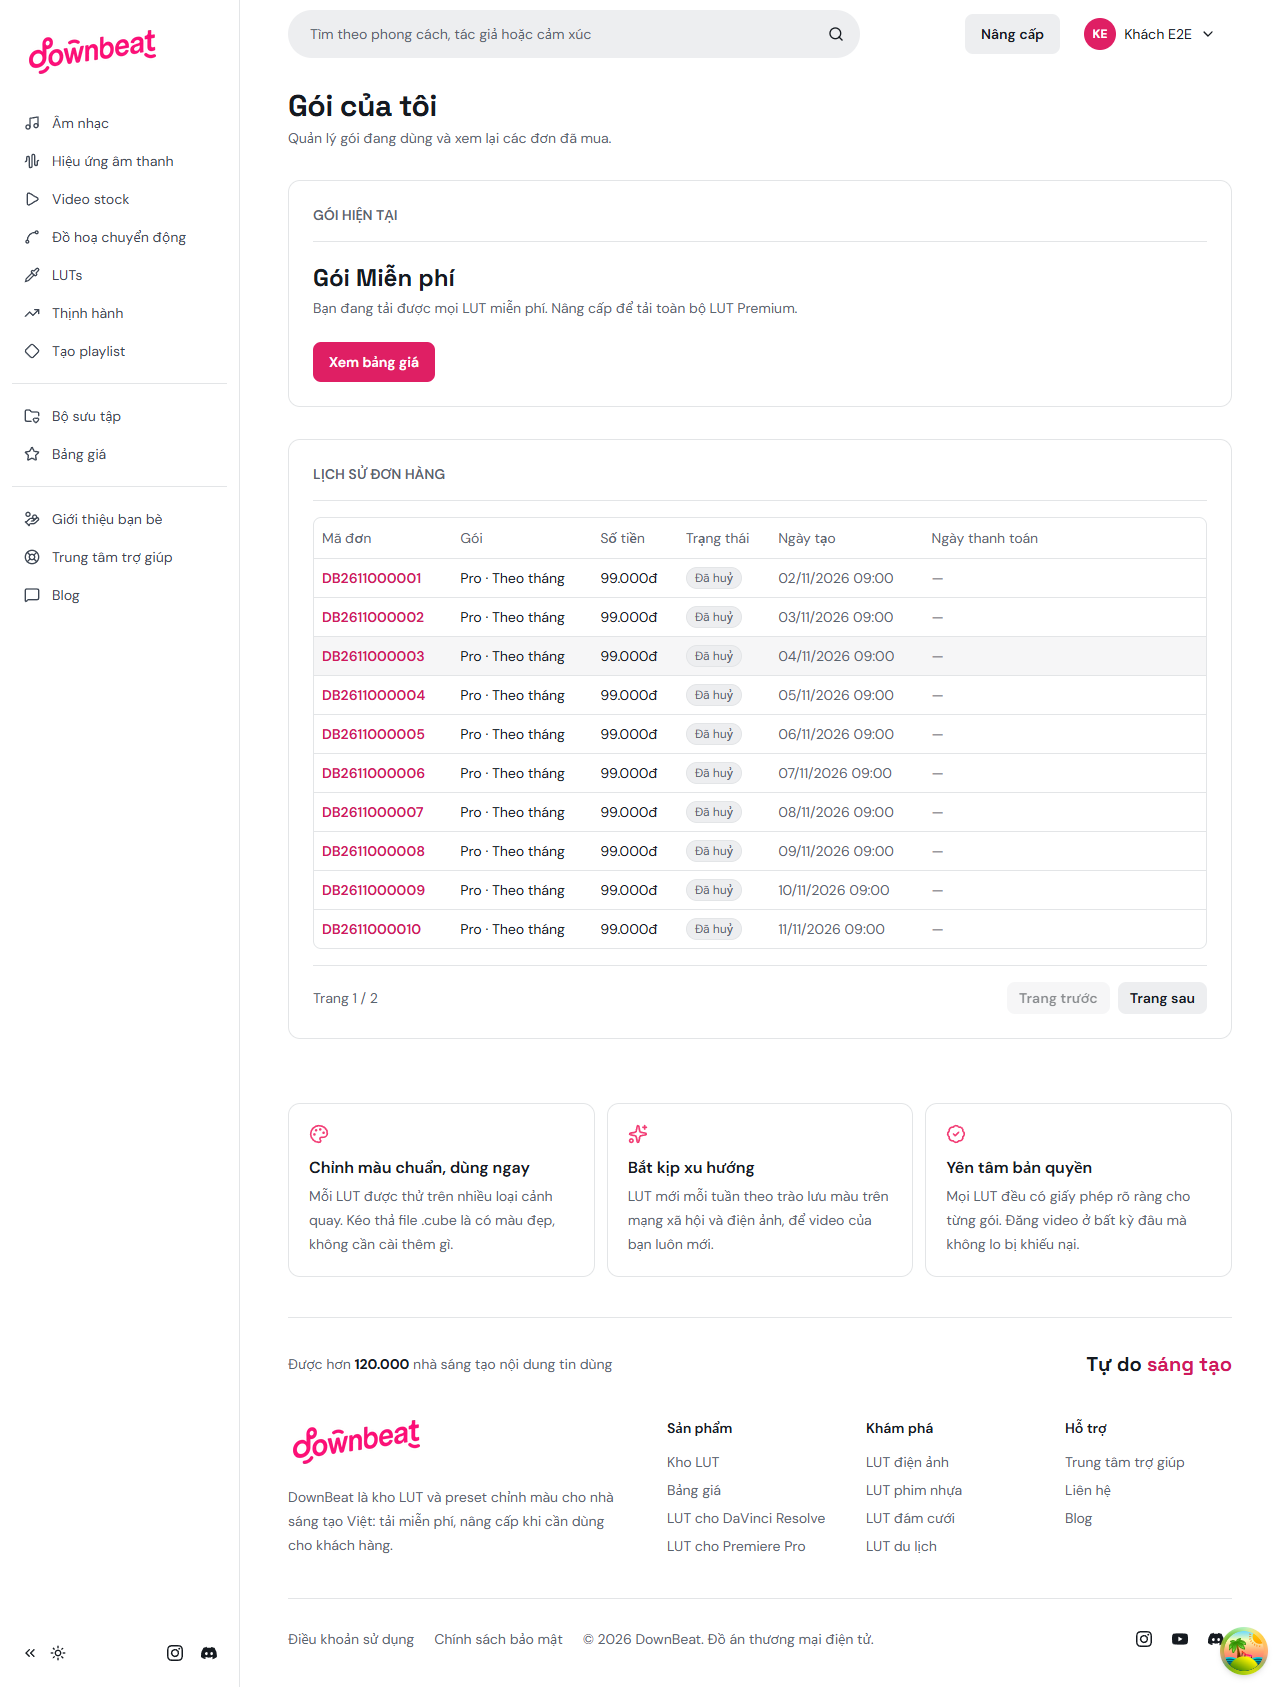 downbeat
Tìm theo phong cách, tác giả hoặc cảm xúc
Nâng cấp
KE
Khách E2E
Âm nhạc
Hiệu ứng âm thanh
Video stock
Đồ hoạ chuyển động
LUTs
Thịnh hành
Tạo playlist
Bộ sưu tập
Bảng giá
Giới thiệu bạn bè
Trung tâm trợ giúp
Blog
Gói của tôi
Quản lý gói đang dùng và xem lại các đơn đã mua.
GÓI HIỆN TẠI
Gói Miễn phí
Bạn đang tải được mọi LUT miễn phí. Nâng cấp để tải toàn bộ LUT Premium.
Xem bảng giá
LỊCH SỬ ĐƠN HÀNG
Mã đơn Gói Số tiền Trạng thái Ngày tạo Ngày thanh toán
DB2611000001 Pro · Theo tháng 99.000đ Đã huỷ 02/11/2026 09:00 —
DB2611000002 Pro · Theo tháng 99.000đ Đã huỷ 03/11/2026 09:00 —
DB2611000003 Pro · Theo tháng 99.000đ Đã huỷ 04/11/2026 09:00 —
DB2611000004 Pro · Theo tháng 99.000đ Đã huỷ 05/11/2026 09:00 —
DB2611000005 Pro · Theo tháng 99.000đ Đã huỷ 06/11/2026 09:00 —
DB2611000006 Pro · Theo tháng 99.000đ Đã huỷ 07/11/2026 09:00 —
DB2611000007 Pro · Theo tháng 99.000đ Đã huỷ 08/11/2026 09:00 —
DB2611000008 Pro · Theo tháng 99.000đ Đã huỷ 09/11/2026 09:00 —
DB2611000009 Pro · Theo tháng 99.000đ Đã huỷ 10/11/2026 09:00 —
DB2611000010 Pro · Theo tháng 99.000đ Đã huỷ 11/11/2026 09:00 —
Trang 1 / 2
Trang trước
Trang sau
Chỉnh màu chuẩn, dùng ngay
Mỗi LUT được thử trên nhiều loại cảnh
quay. Kéo thả file .cube là có màu đẹp,
không cần cài thêm gì.
Bắt kịp xu hướng
LUT mới mỗi tuần theo trào lưu màu trên
mạng xã hội và điện ảnh, để video của
bạn luôn mới.
Yên tâm bản quyền
Mọi LUT đều có giấy phép rõ ràng cho
từng gói. Đăng video ở bất kỳ đâu mà
không lo bị khiếu nại.
Được hơn 120.000 nhà sáng tạo nội dung tin dùng
Tự do sáng tạo
downbeat
DownBeat là kho LUT và preset chỉnh màu cho nhà
sáng tạo Việt: tải miễn phí, nâng cấp khi cần dùng
cho khách hàng.
Sản phẩm
Kho LUT
Bảng giá
LUT cho DaVinci Resolve
LUT cho Premiere Pro
Khám phá
LUT điện ảnh
LUT phim nhựa
LUT đám cưới
LUT du lịch
Hỗ trợ
Trung tâm trợ giúp
Liên hệ
Blog
Điều khoản sử dụng
Chính sách bảo mật
© 2026 DownBeat. Đồ án thương mại điện tử.